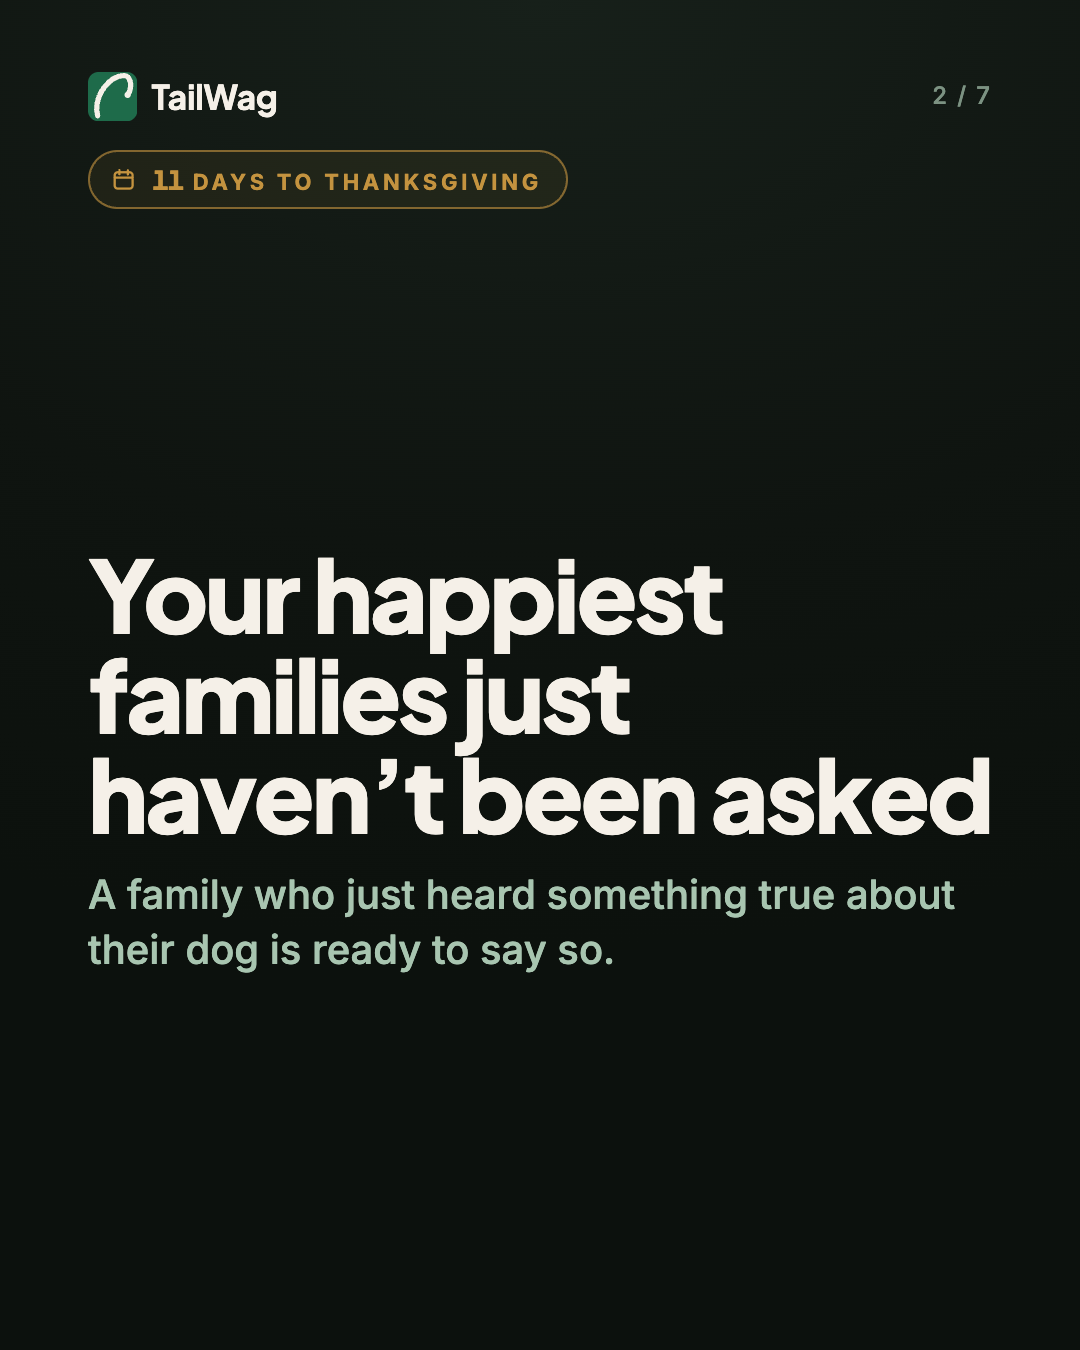 TailWag
2 / 7
11 DAYS TO THANKSGIVING
Your happiest
families just
haven’t been asked
A family who just heard something true about
their dog is ready to say so.